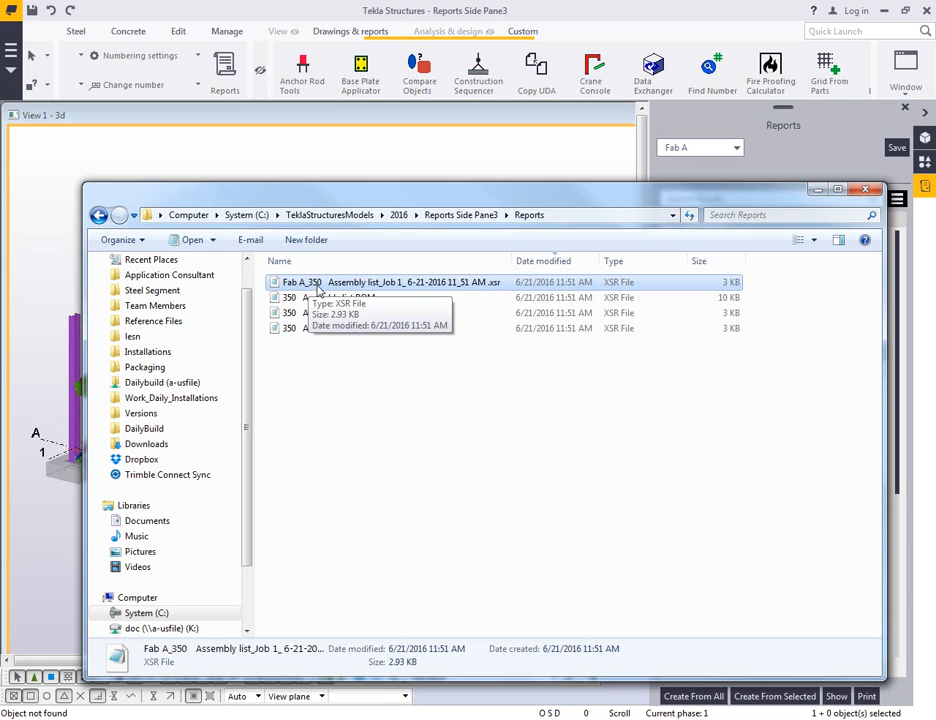 Tekla Structures - Reports Side Pane3
? Log in
Steel Concrete Edit Manage View Drawings & reports Analysis & design Custom Quick Launch
Numbering settings
Change number
Reports
Anchor Rod Tools
Base Plate Applicator
Compare Objects
Construction Sequencer
Copy UDA
Crane Console
Data Exchanger
Find Number
Fire Proofing Calculator
Grid From Parts
Window
View 1 - 3d
Reports
Fab A Save
Computer System (C:) TeklaStructuresModels 2016 Reports Side Pane3 Reports Search Reports
Organize Open E-mail New folder
Name Date modified Type Size
Recent Places
Application Consultant
Steel Segment
Team Members
Reference Files
lesn
Installations
Packaging
Dailybuild (a-usfile)
Work_Daily_Installations
Versions
DailyBuild
Downloads
Dropbox
Trimble Connect Sync
Libraries
Documents
Music
Pictures
Videos
Computer
System (C:)
doc (\\a-usfile) (K:)
Fab A_350 Assembly list_Job 1_ 6-21-2016 11_51 AM .xsr 6/21/2016 11:51 AM XSR File 3 KB
350 6/21/2016 11:51 AM XSR File 10 KB
350 A 6/21/2016 11:51 AM XSR File 3 KB
350 A 6/21/2016 11:51 AM XSR File 3 KB
Type: XSR File
Size: 2.93 KB
Date modified: 6/21/2016 11:51 AM
A
1
Fab A_350 Assembly list_Job 1_ 6-21-20... Date modified: 6/21/2016 11:51 AM Date created: 6/21/2016 11:51 AM
XSR File Size: 2.93 KB
Auto View plane
Create From All Create From Selected Show Print
Object not found O S D 0 Scroll Current phase: 1 1 + 0 object(s) selected